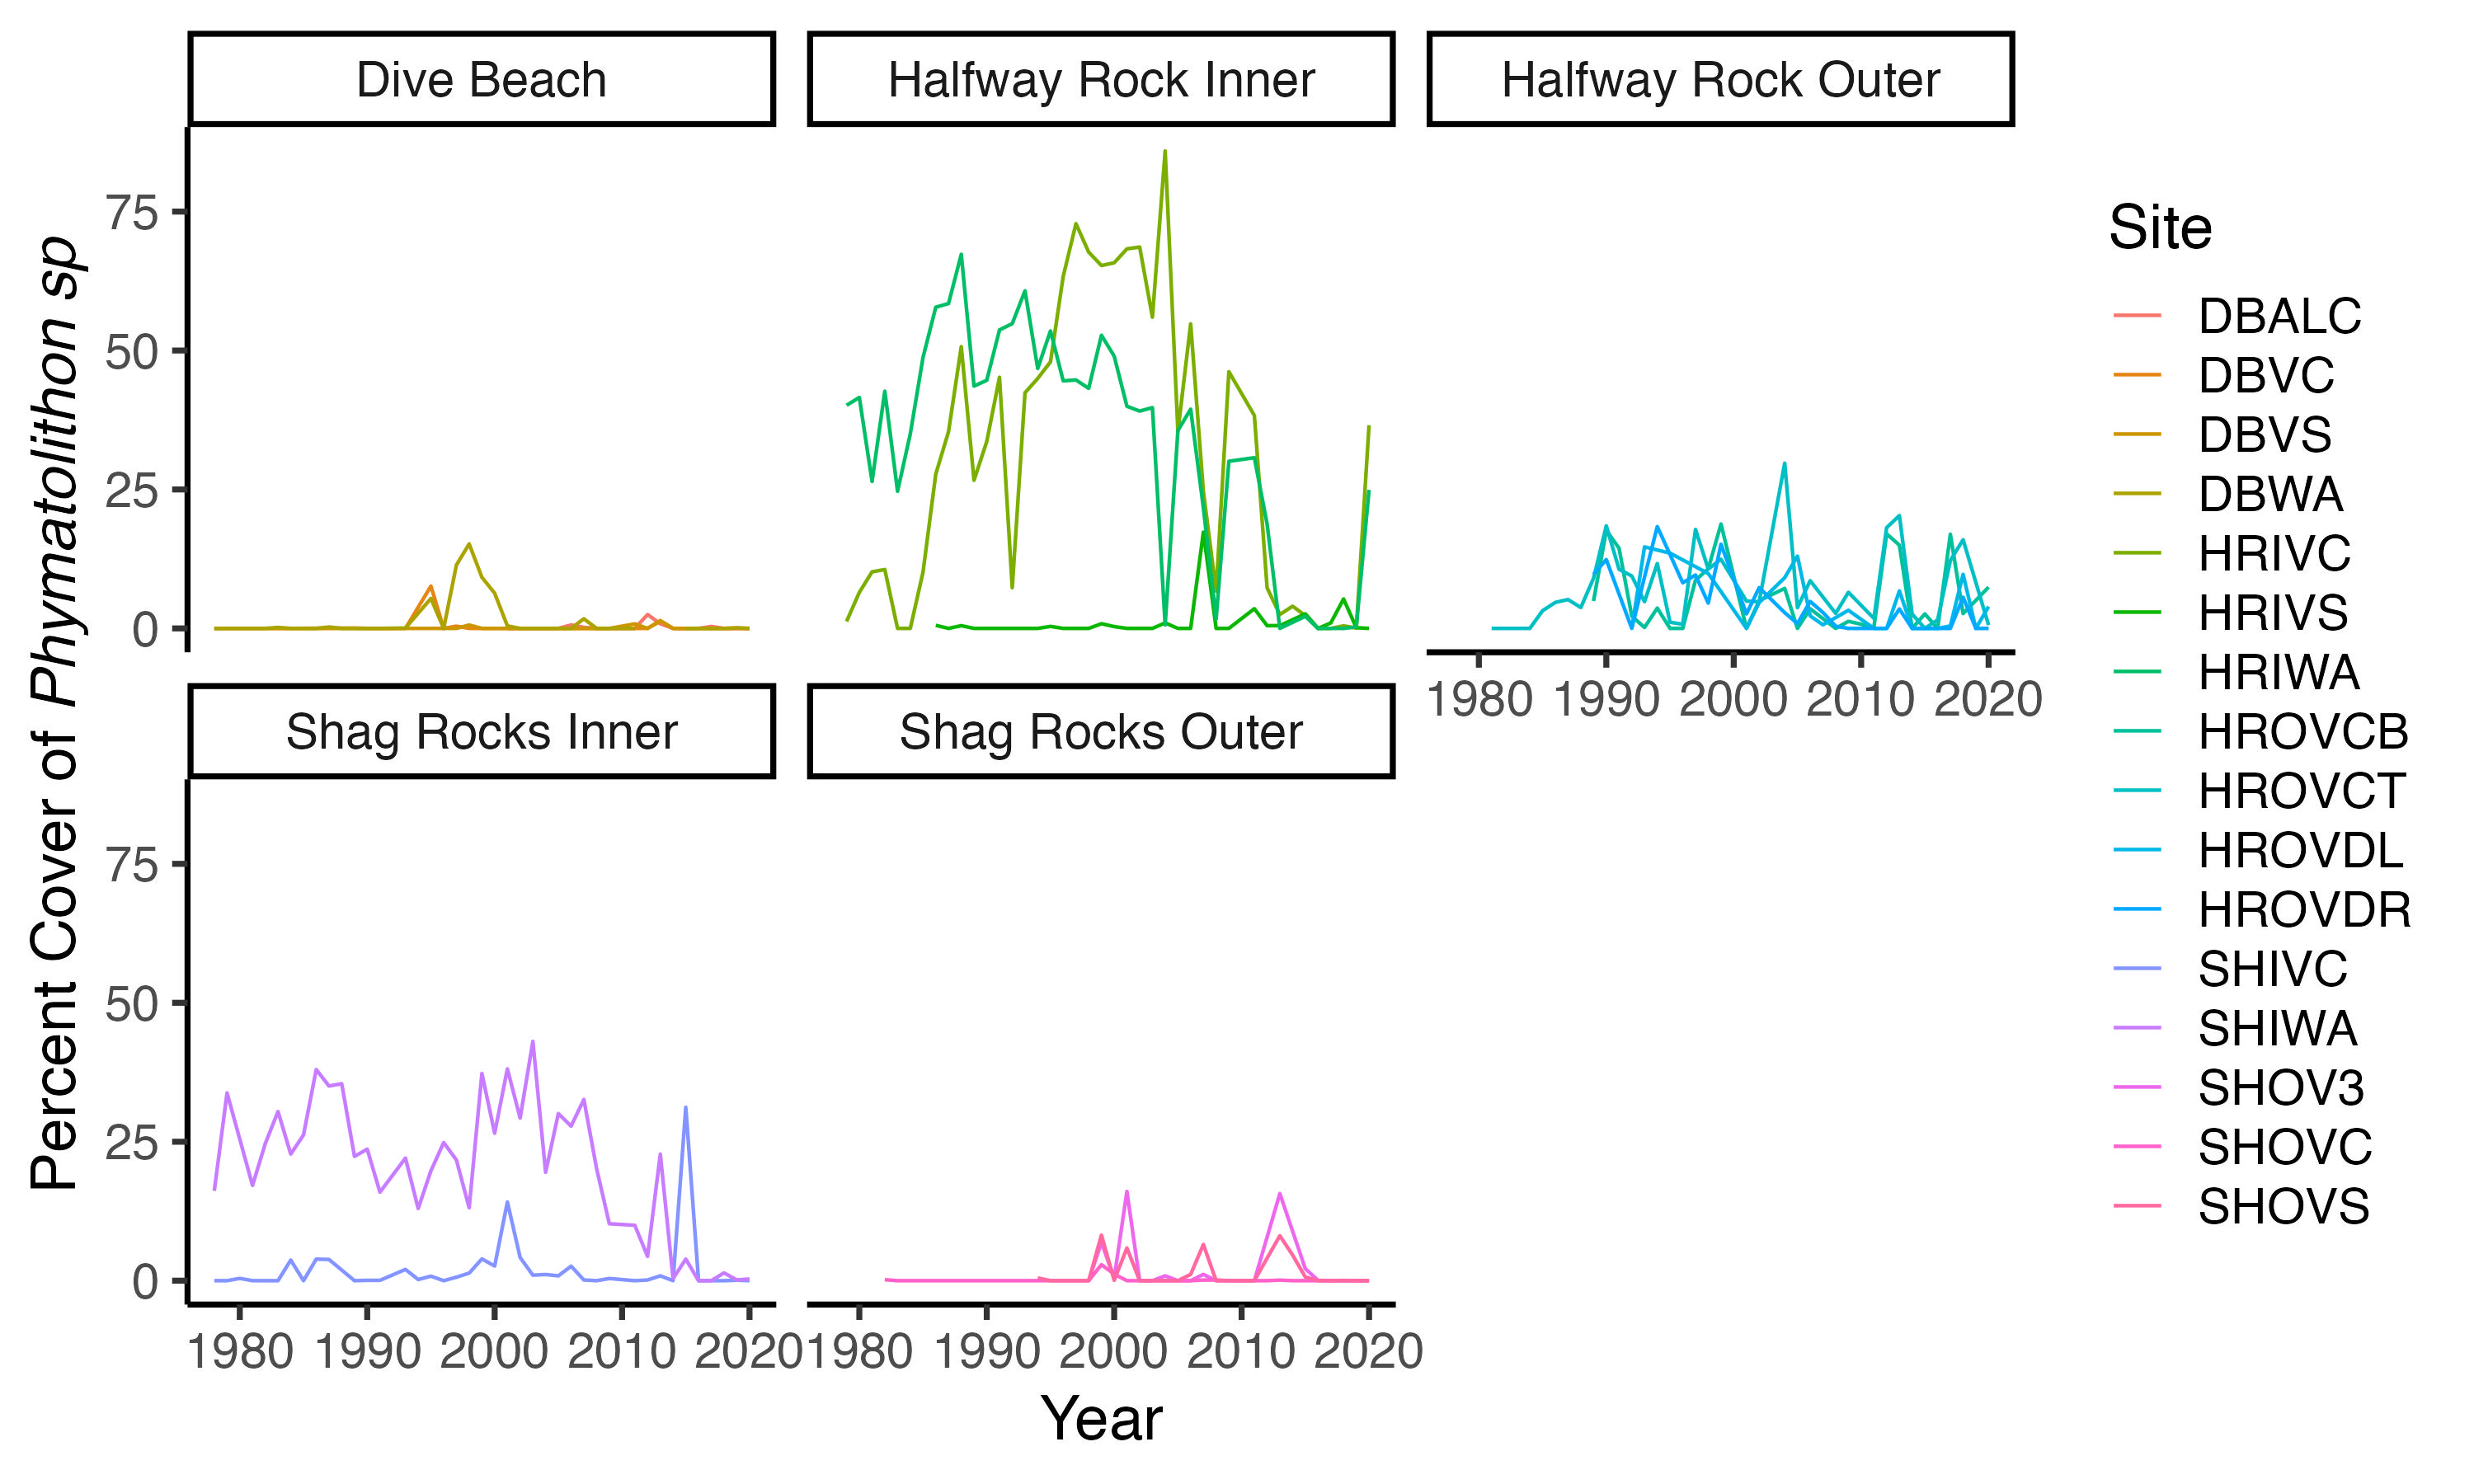 Dive Beach
Halfway Rock Inner
Halfway Rock Outer
75
50
25
0
1980 1990 2000 2010 2020
Shag Rocks Inner
Shag Rocks Outer
75
50
25
0
1980 1990 2000 2010 2020
1980 1990 2000 2010 2020
Year
Percent Cover of Phymatolithon sp
Site
DBALC
DBVC
DBVS
DBWA
HRIVC
HRIVS
HRIWA
HROVCB
HROVCT
HROVDL
HROVDR
SHIVC
SHIWA
SHOV3
SHOVC
SHOVS